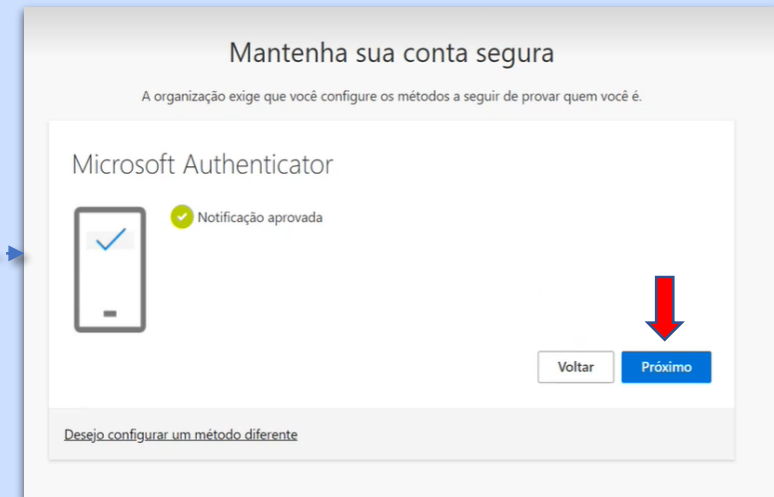 Mantenha sua conta segura
A organização exige que você configure os métodos a seguir de provar quem você é.
Microsoft Authenticator
Notificação aprovada
Voltar
Próximo
Desejo configurar um método diferente